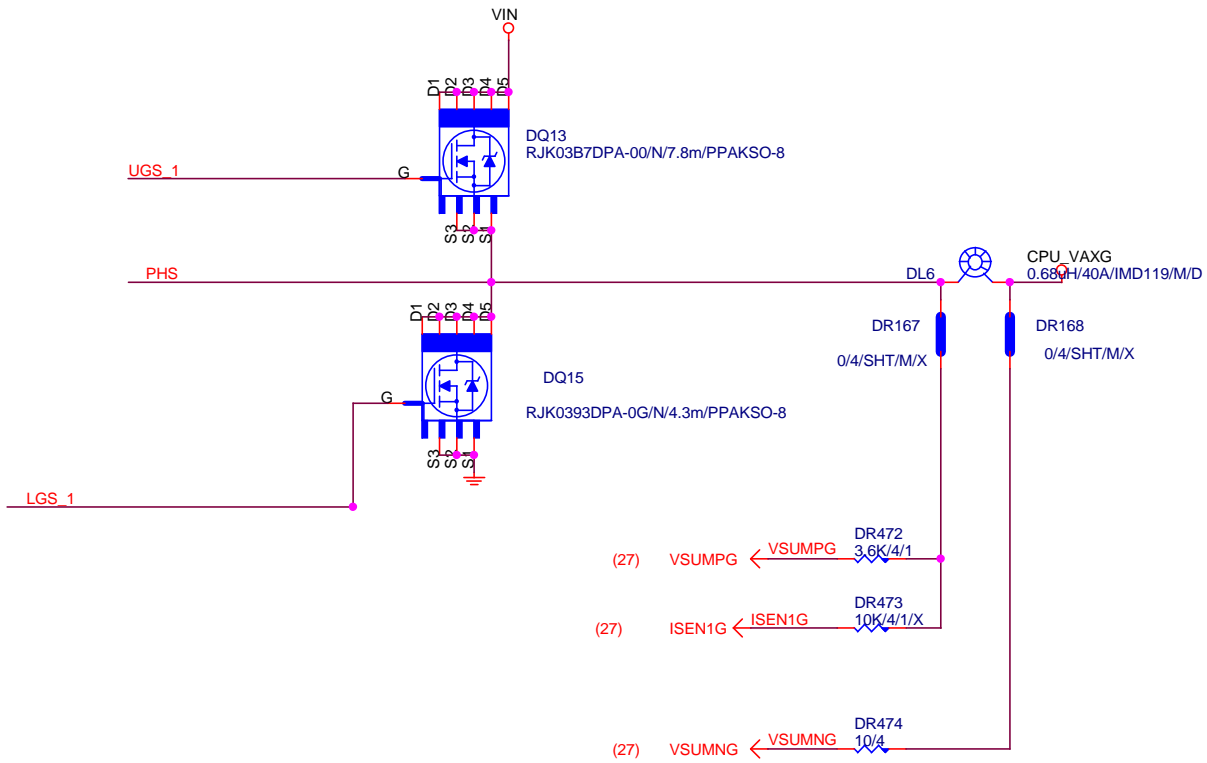 VIN
D1 D2 D3 D4 D5
DQ13
RJK03B7DPA-00/N/7.8m/PPAKSO-8
UGS_1
G
S3 S2 S1
PHS
DL6
CPU_VAXG
0.68uH/40A/IMD119/M/D
D1 D2 D3 D4 D5
DR167
0/4/SHT/M/X
DR168
0/4/SHT/M/X
DQ15
RJK0393DPA-0G/N/4.3m/PPAKSO-8
G
S3 S2 S1
LGS_1
(27) VSUMPG VSUMPG
DR472
3.6K/4/1
(27) ISEN1G ISEN1G
DR473
10K/4/1/X
(27) VSUMNG VSUMNG
DR474
10/4